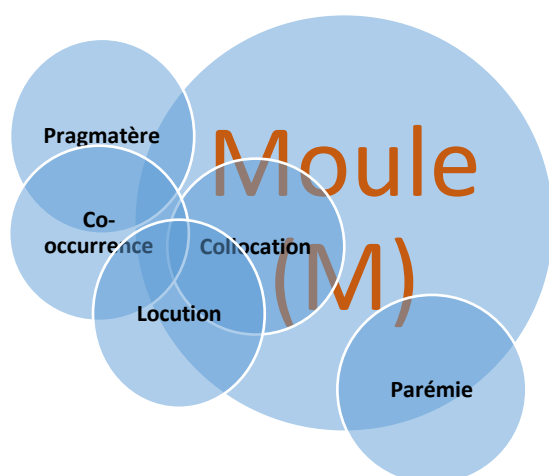 Pragmatère
Moule
(M)
Co-
occurrence
Collocation
Locution
Parémie